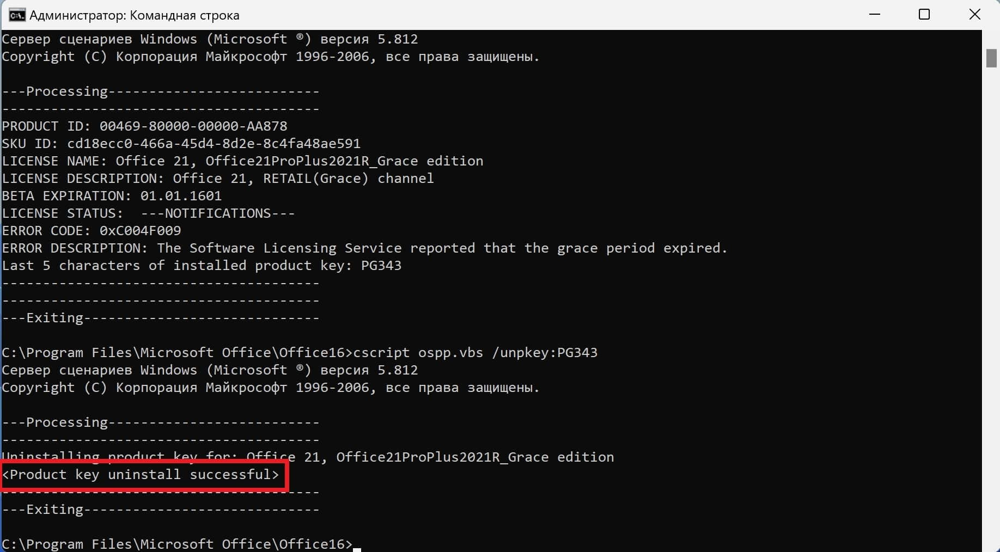 Администратор: Командная строка
Сервер сценариев Windows (Microsoft ®) версия 5.812
Copyright (C) Корпорация Майкрософт 1996-2006, все права защищены.
---Processing--------------------------
---------------------------------------
PRODUCT ID: 00469-80000-00000-AA878
SKU ID: cd18ecc0-466a-45d4-8d2e-8c4fa48ae591
LICENSE NAME: Office 21, Office21ProPlus2021R_Grace edition
LICENSE DESCRIPTION: Office 21, RETAIL(Grace) channel
BETA EXPIRATION: 01.01.1601
LICENSE STATUS:  ---NOTIFICATIONS---
ERROR CODE: 0xC004F009
ERROR DESCRIPTION: The Software Licensing Service reported that the grace period expired.
Last 5 characters of installed product key: PG343
---------------------------------------
---------------------------------------
---Exiting-----------------------------
C:\Program Files\Microsoft Office\Office16>cscript ospp.vbs /unpkey:PG343
Сервер сценариев Windows (Microsoft ®) версия 5.812
Copyright (C) Корпорация Майкрософт 1996-2006, все права защищены.
---Processing--------------------------
---------------------------------------
Uninstalling product key for: Office 21, Office21ProPlus2021R_Grace edition
<Product key uninstall successful>
---------------------------------------
---Exiting-----------------------------
C:\Program Files\Microsoft Office\Office16>